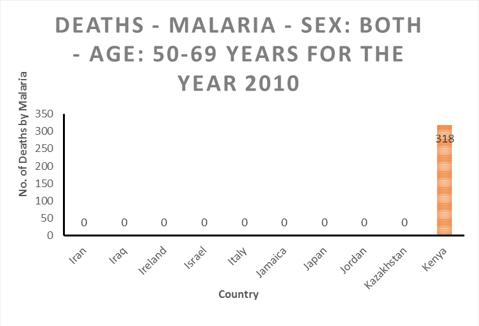 DEATHS - MALARIA - SEX: BOTH
- AGE: 50-69 YEARS FOR THE
YEAR 2010
No. of Deaths by Malaria
350
300
250
200
150
100
50
0
0 0 0 0 0 0 0 0 0 318
Iran Iraq Ireland Israel Italy Jamaica Japan Jordan Kazakhstan Kenya
Country